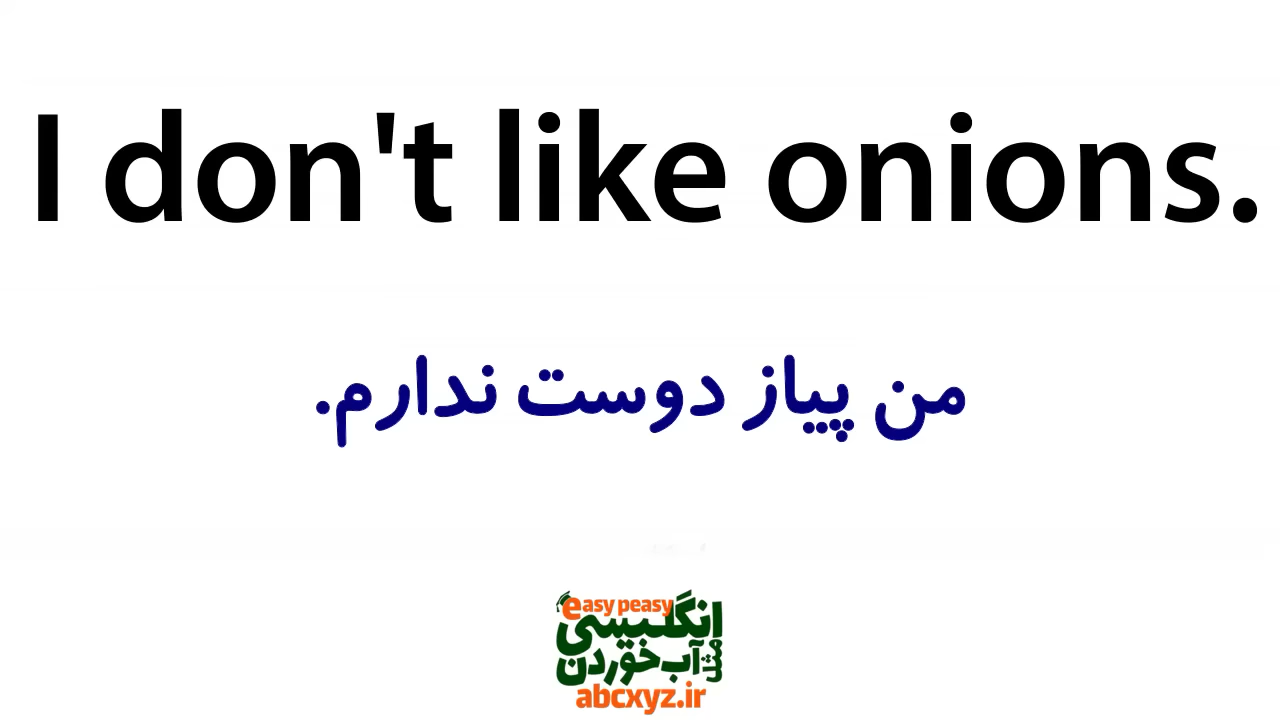 I don't like onions.
من پیاز دوست ندارم.
easy peasy
انگلیسی
مثل آب خوردن
abcxyz.ir